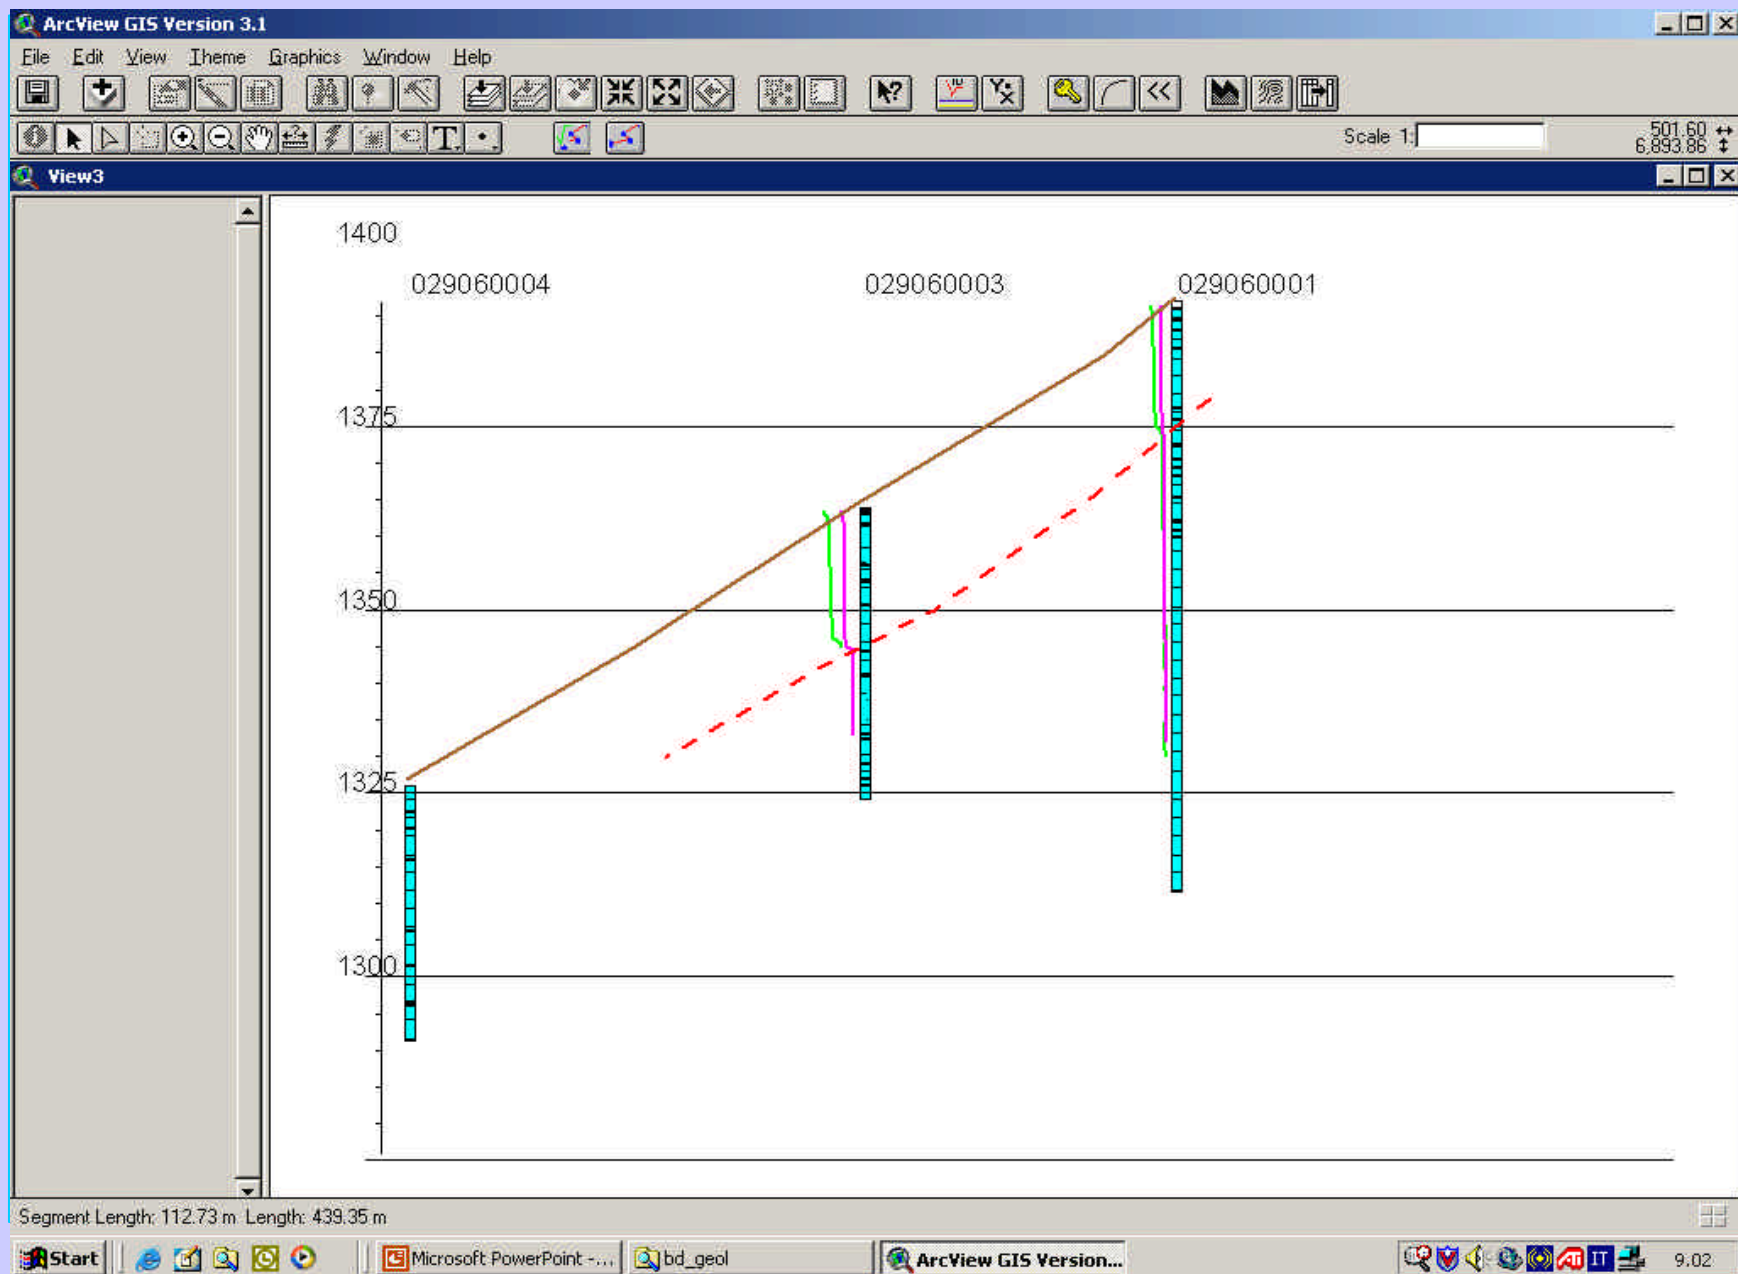 ArcView GIS Version 3.1
File Edit View Theme Graphics Window Help
Scale 1:
501.60
6,893.86
View3
1400
029060004 029060003 029060001
1375
1350
1325
1300
Segment Length: 112.73 m Length: 439.35 m
Start Microsoft PowerPoint -... bd_geol ArcView GIS Version... IT 9.02